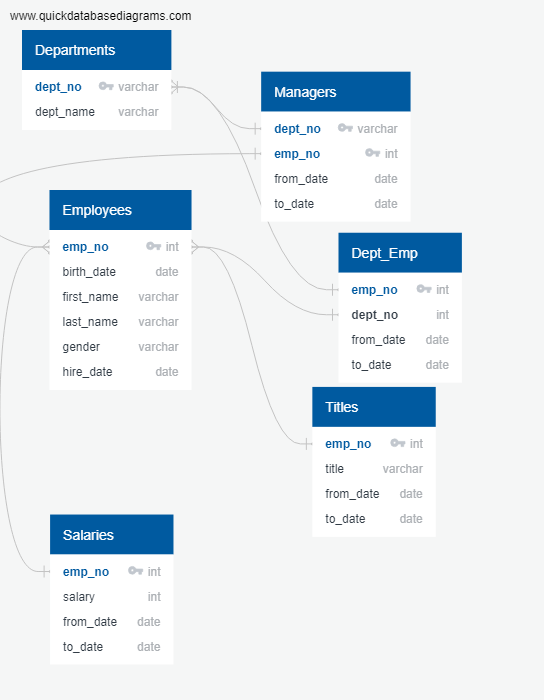 www.quickdatabasediagrams.com
Departments
dept_no varchar
dept_name varchar
Managers
dept_no varchar
emp_no int
from_date date
to_date date
Employees
emp_no int
birth_date date
first_name varchar
last_name varchar
gender varchar
hire_date date
Dept_Emp
emp_no int
dept_no int
from_date date
to_date date
Titles
emp_no int
title varchar
from_date date
to_date date
Salaries
emp_no int
salary int
from_date date
to_date date